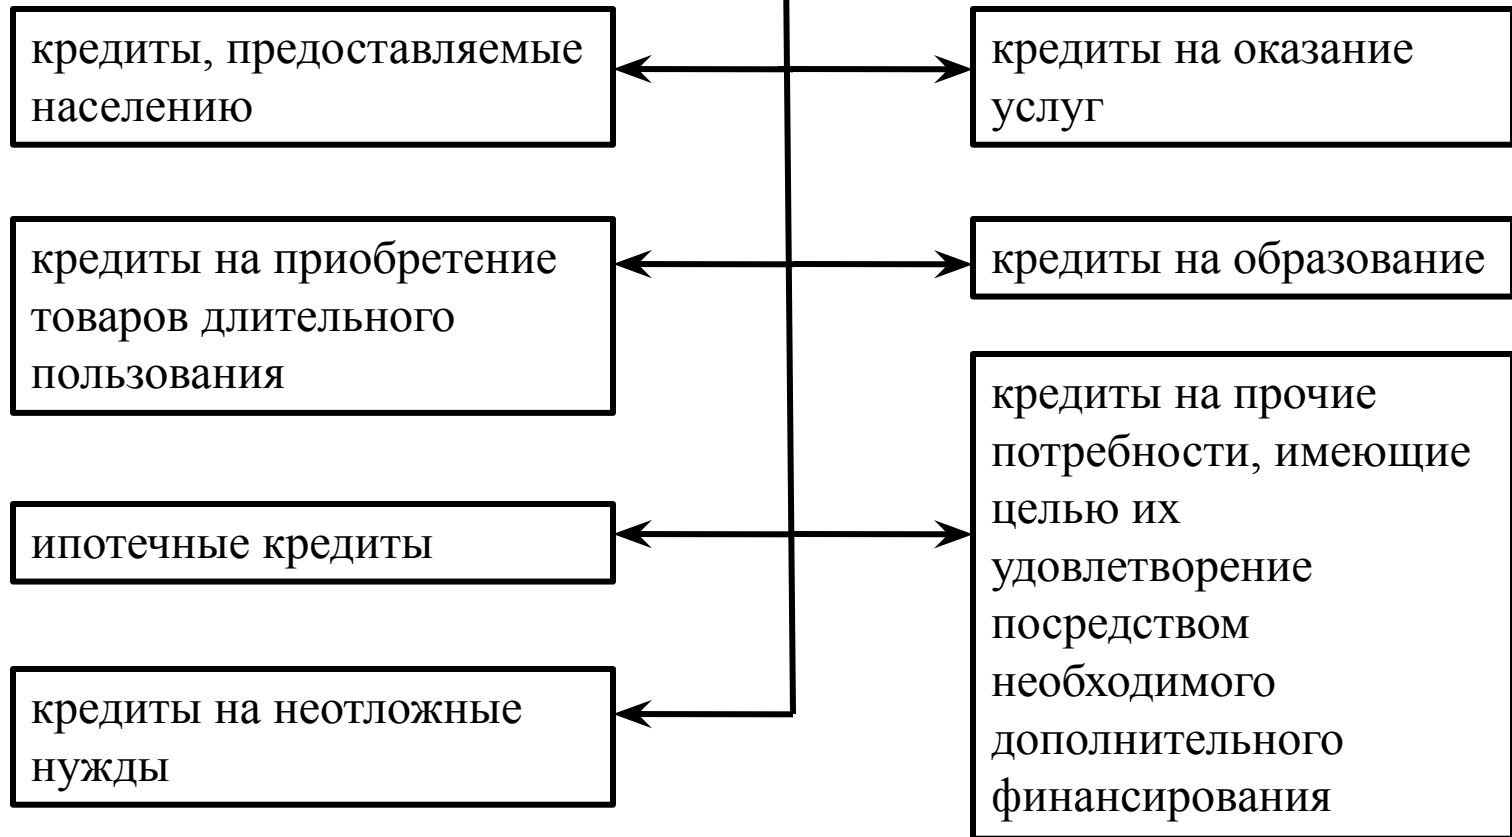 кредиты, предоставляемые
населению
кредиты на оказание
услуг
кредиты на приобретение
товаров длительного
пользования
кредиты на образование
ипотечные кредиты
кредиты на прочие
потребности, имеющие
целью их
удовлетворение
посредством
необходимого
дополнительного
финансирования
кредиты на неотложные
нужды